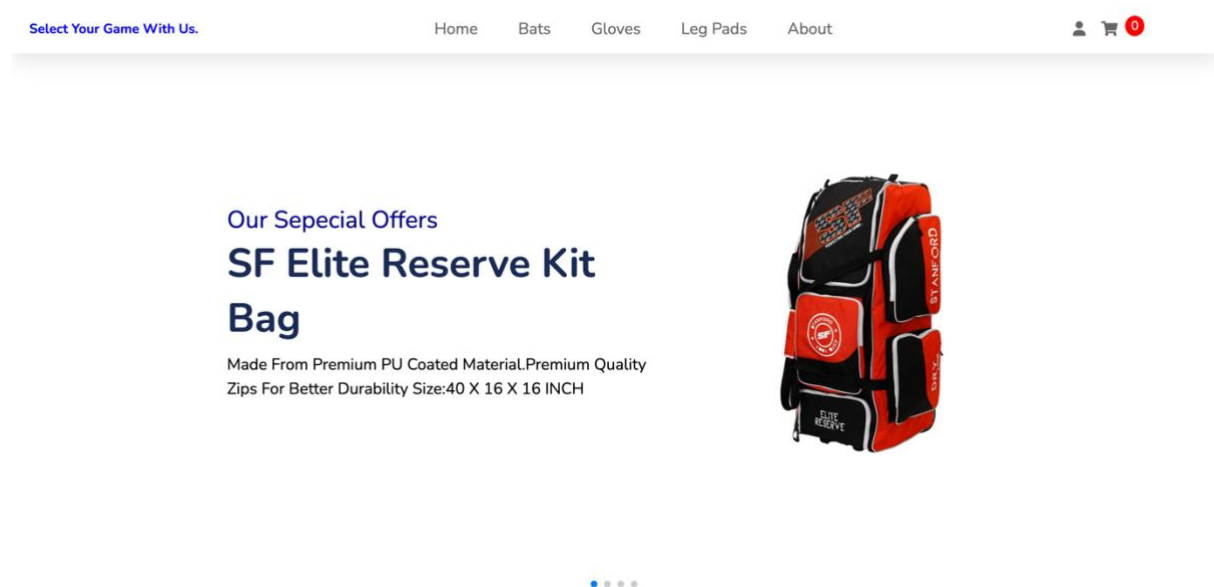 Select Your Game With Us.
Home Bats Gloves Leg Pads About
0
Our Sepecial Offers
SF Elite Reserve Kit
Bag
Made From Premium PU Coated Material.Premium Quality
Zips For Better Durability Size:40 X 16 X 16 INCH
STANFORD
SF
DRY
ELITE
RESERVE